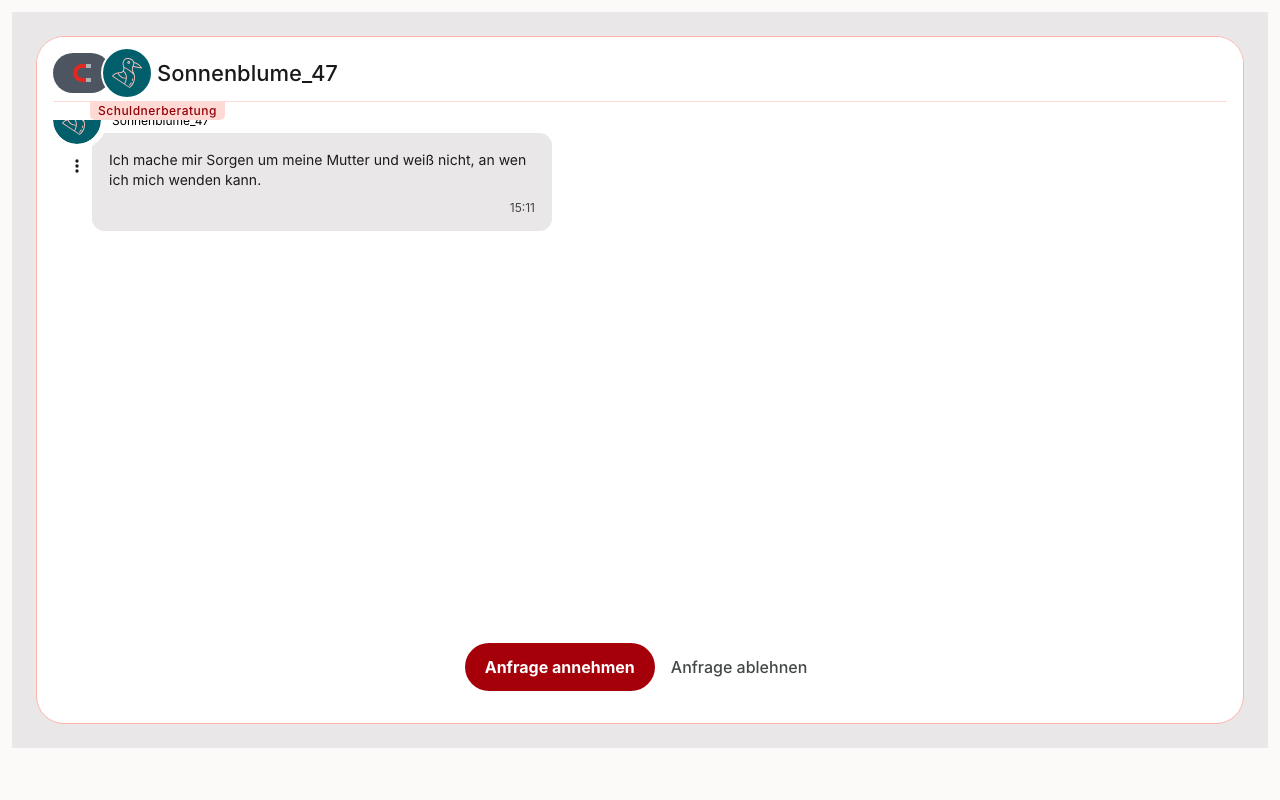 Sonnenblume_47
Schuldnerberatung
Sonnenblume_47
Ich mache mir Sorgen um meine Mutter und weiß nicht, an wen
ich mich wenden kann.
15:11
Anfrage annehmen
Anfrage ablehnen